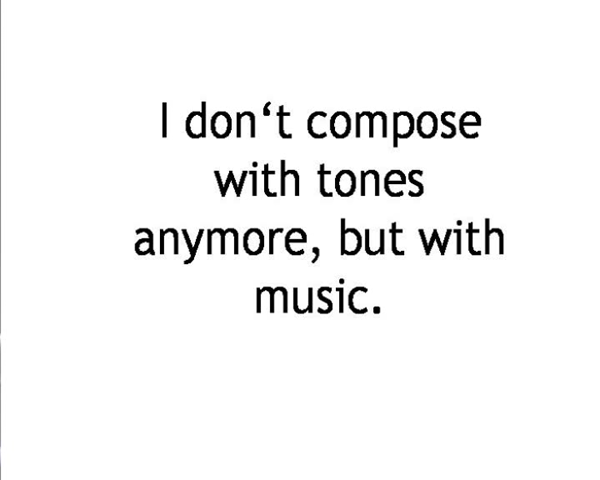 I don‘t compose
with tones
anymore, but with
music.